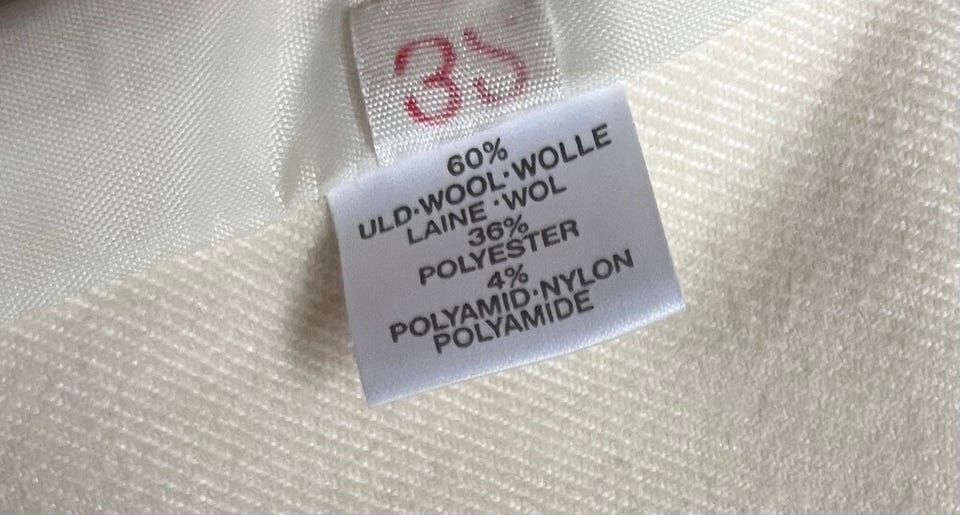 35
60%
ULD·WOOL·WOLLE
LAINE·WOL
36%
POLYESTER
4%
POLYAMID·NYLON
POLYAMIDE